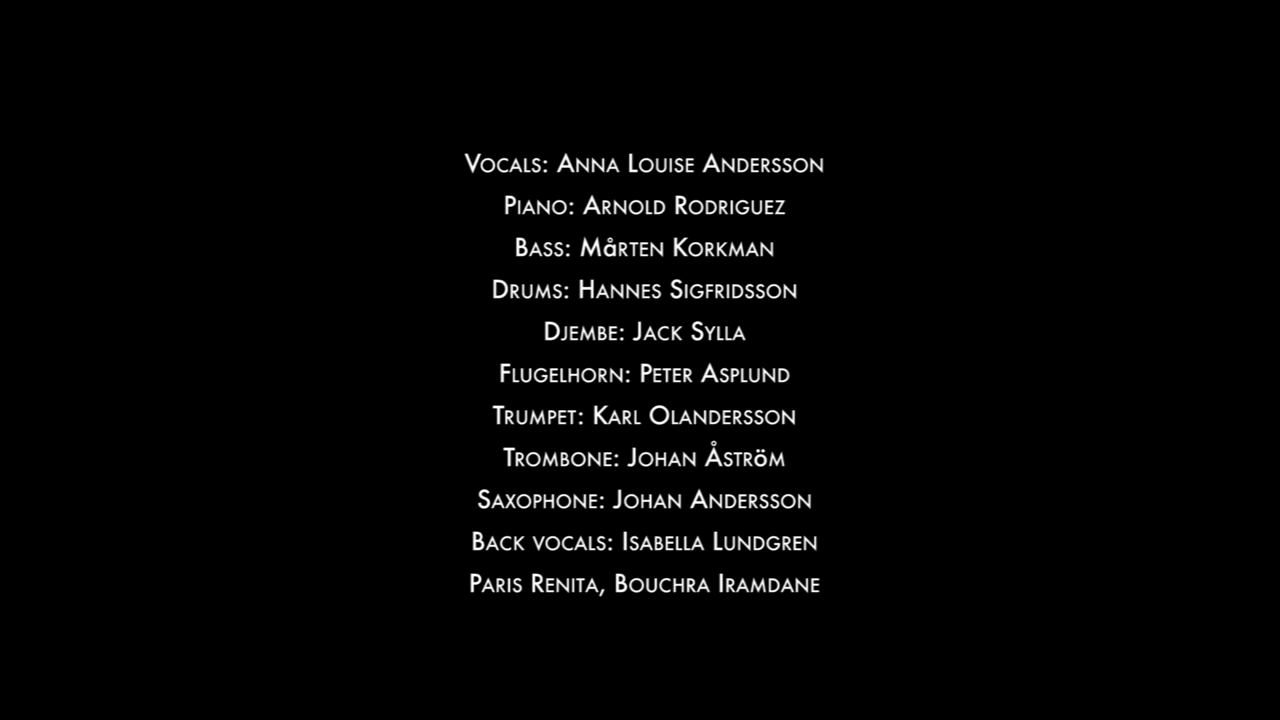 Vocals: Anna Louise Andersson
Piano: Arnold Rodriguez
Bass: Mårten Korkman
Drums: Hannes Sigfridsson
Djembe: Jack Sylla
Flugelhorn: Peter Asplund
Trumpet: Karl Olandersson
Trombone: Johan Åström
Saxophone: Johan Andersson
Back vocals: Isabella Lundgren
Paris Renita, Bouchra Iramdane